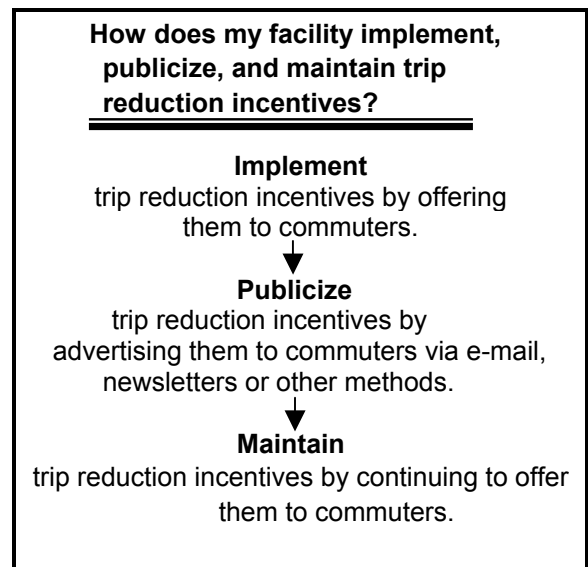 How does my facility implement,
publicize, and maintain trip
reduction incentives?
Implement
trip reduction incentives by offering
them to commuters.
Publicize
trip reduction incentives by
advertising them to commuters via e-mail,
newsletters or other methods.
Maintain
trip reduction incentives by continuing to offer
them to commuters.